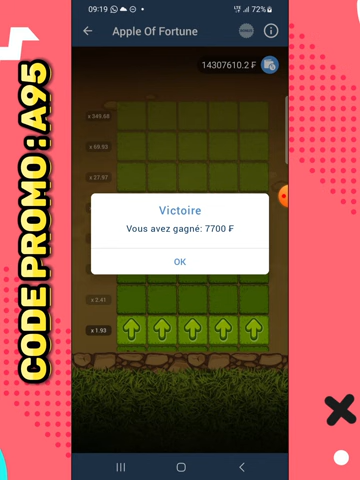 CODE PROMO : A95
09:19
72%
Apple Of Fortune
14307610.2 ₣
x 349.68
x 69.93
x 27.97
Victoire
Vous avez gagné: 7700 ₣
OK
x 2.41
x 1.93